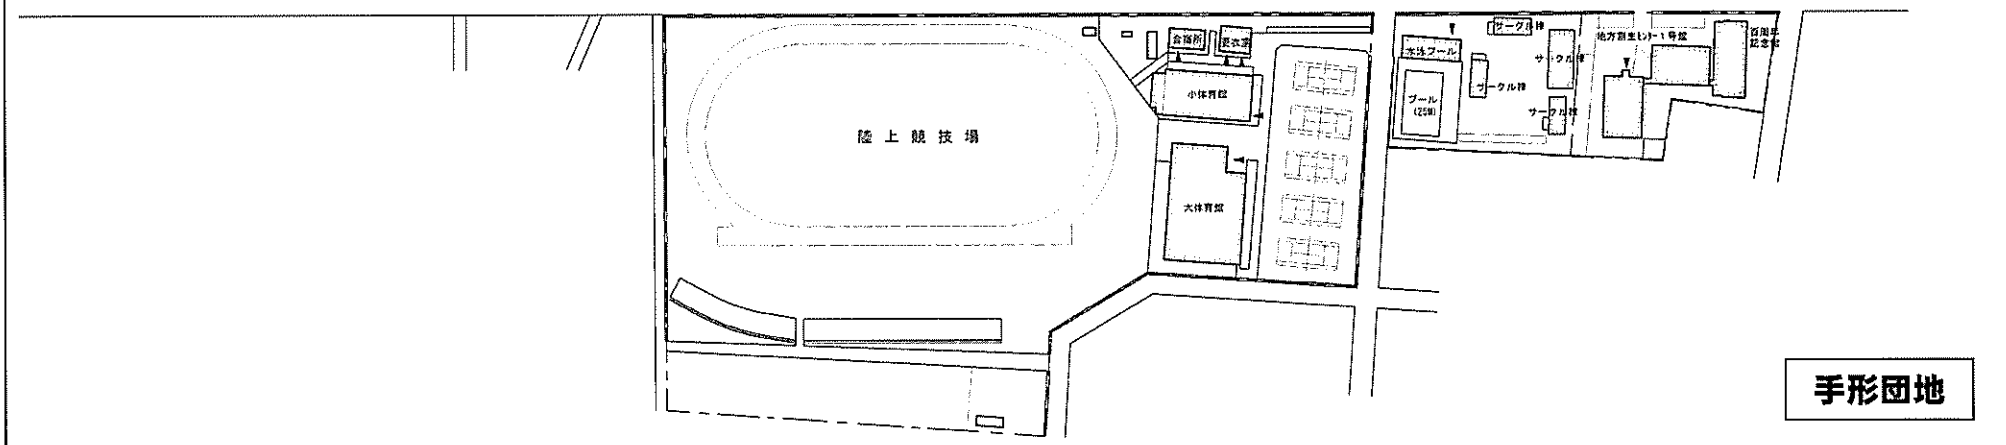 サークル棟
合宿所
更衣室
水泳プール
サークル棟
地方創生センター1号館
百周年
記念館
小体育館
プール
(25M)
サークル棟
サークル棟
陸上競技場
大体育館
手形団地